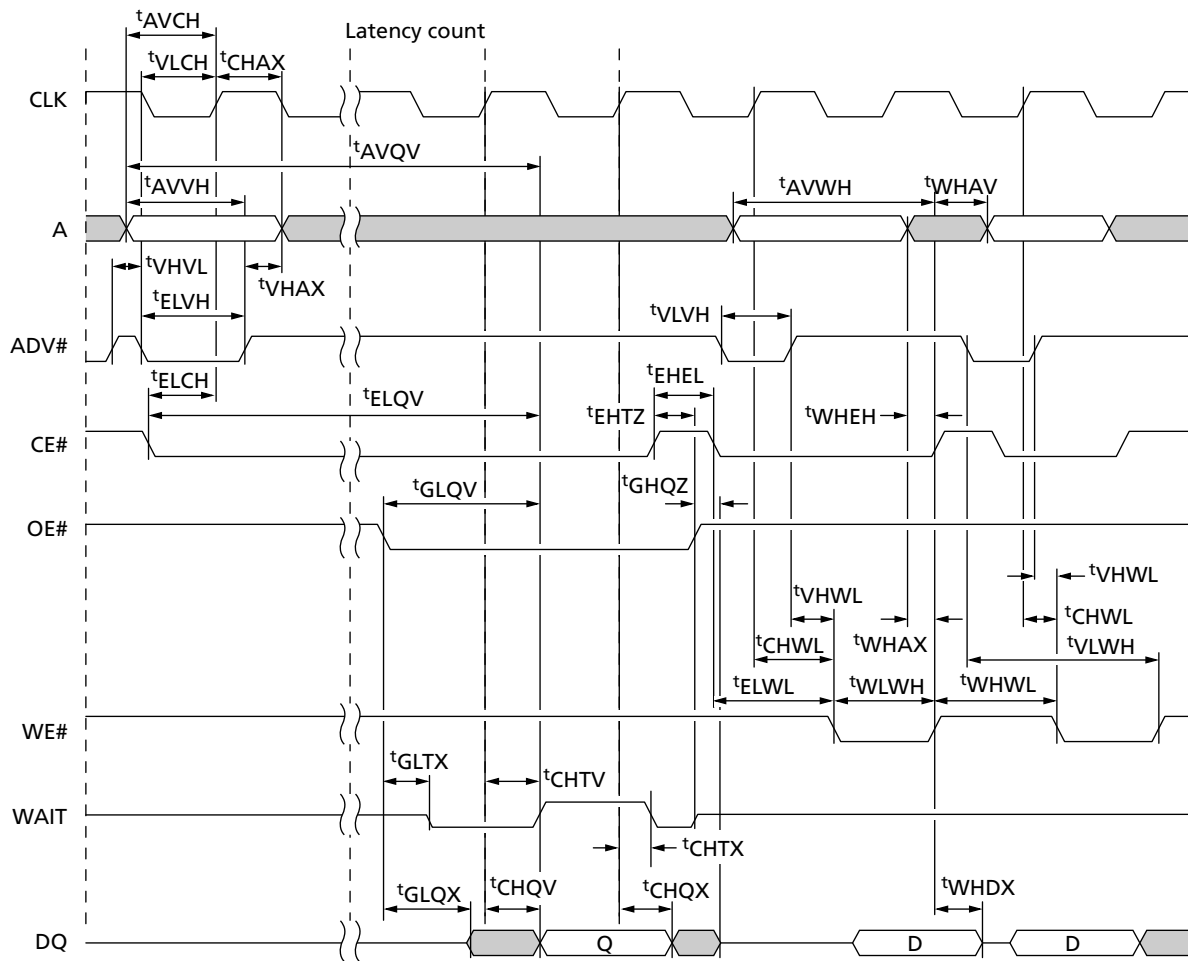 tAVCH
Latency count
tVLCH
tCHAX
CLK
tAVQV
tAVVH
tAVWH
tWHAV
A
tVHVL
tVHAX
tELVH
tVLVH
ADV#
tELCH
tEHEL
tELQV
tEHTZ
tWHEH
CE#
tGLQV
tGHQZ
OE#
tVHWL
tVHWL
tCHWL
tCHWL
tWHAX
tVLWH
tELWL
tWLWH
tWHWL
WE#
tGLTX
tCHTV
WAIT
tCHTX
tGLQX
tCHQV
tCHQX
tWHDX
DQ
Q
D
D